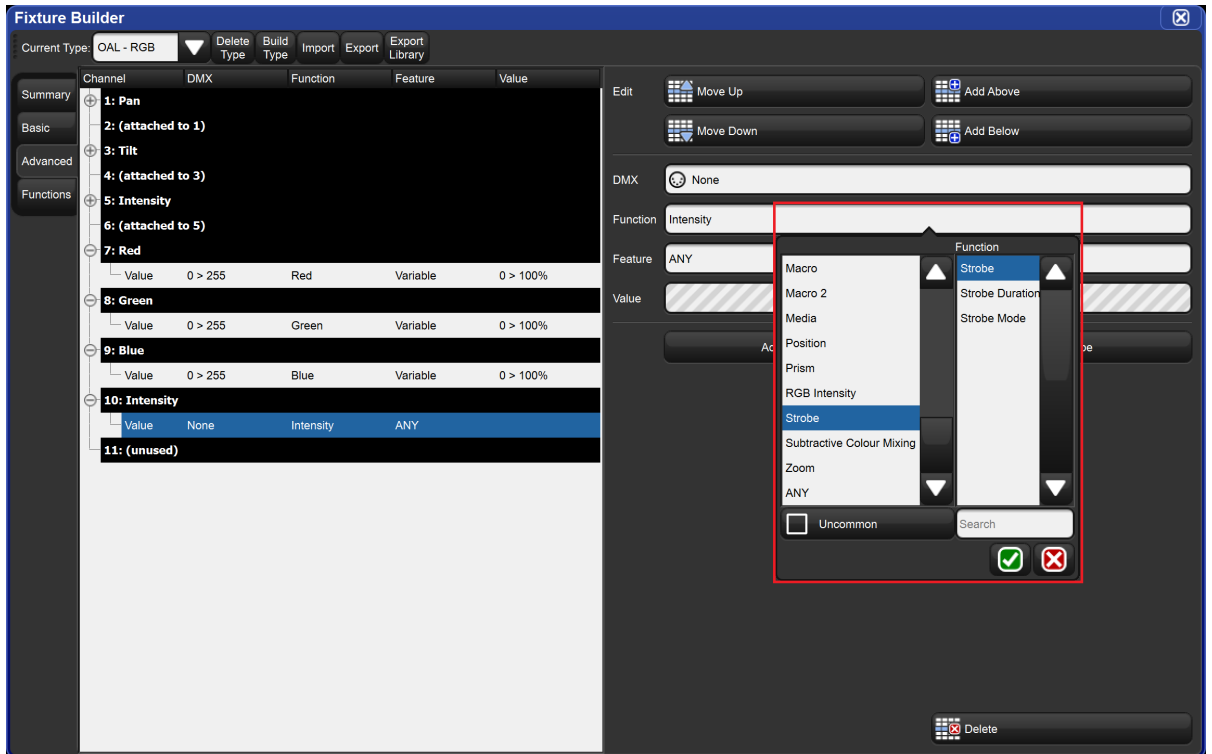 Fixture Builder
Current Type: OAL - RGB Delete Type Build Type Import Export Export Library
Summary
Basic
Advanced
Functions
Channel DMX Function Feature Value
1: Pan
2: (attached to 1)
3: Tilt
4: (attached to 3)
5: Intensity
6: (attached to 5)
7: Red
Value 0 > 255 Red Variable 0 > 100%
8: Green
Value 0 > 255 Green Variable 0 > 100%
9: Blue
Value 0 > 255 Blue Variable 0 > 100%
10: Intensity
Value None Intensity ANY
11: (unused)
Edit Move Up Add Above
Move Down Add Below
DMX None
Function Intensity
Feature ANY
Value
Function
Macro
Macro 2
Media
Position
Prism
RGB Intensity
Strobe
Subtractive Colour Mixing
Zoom
ANY
Strobe
Strobe Duration
Strobe Mode
Uncommon Search
Delete